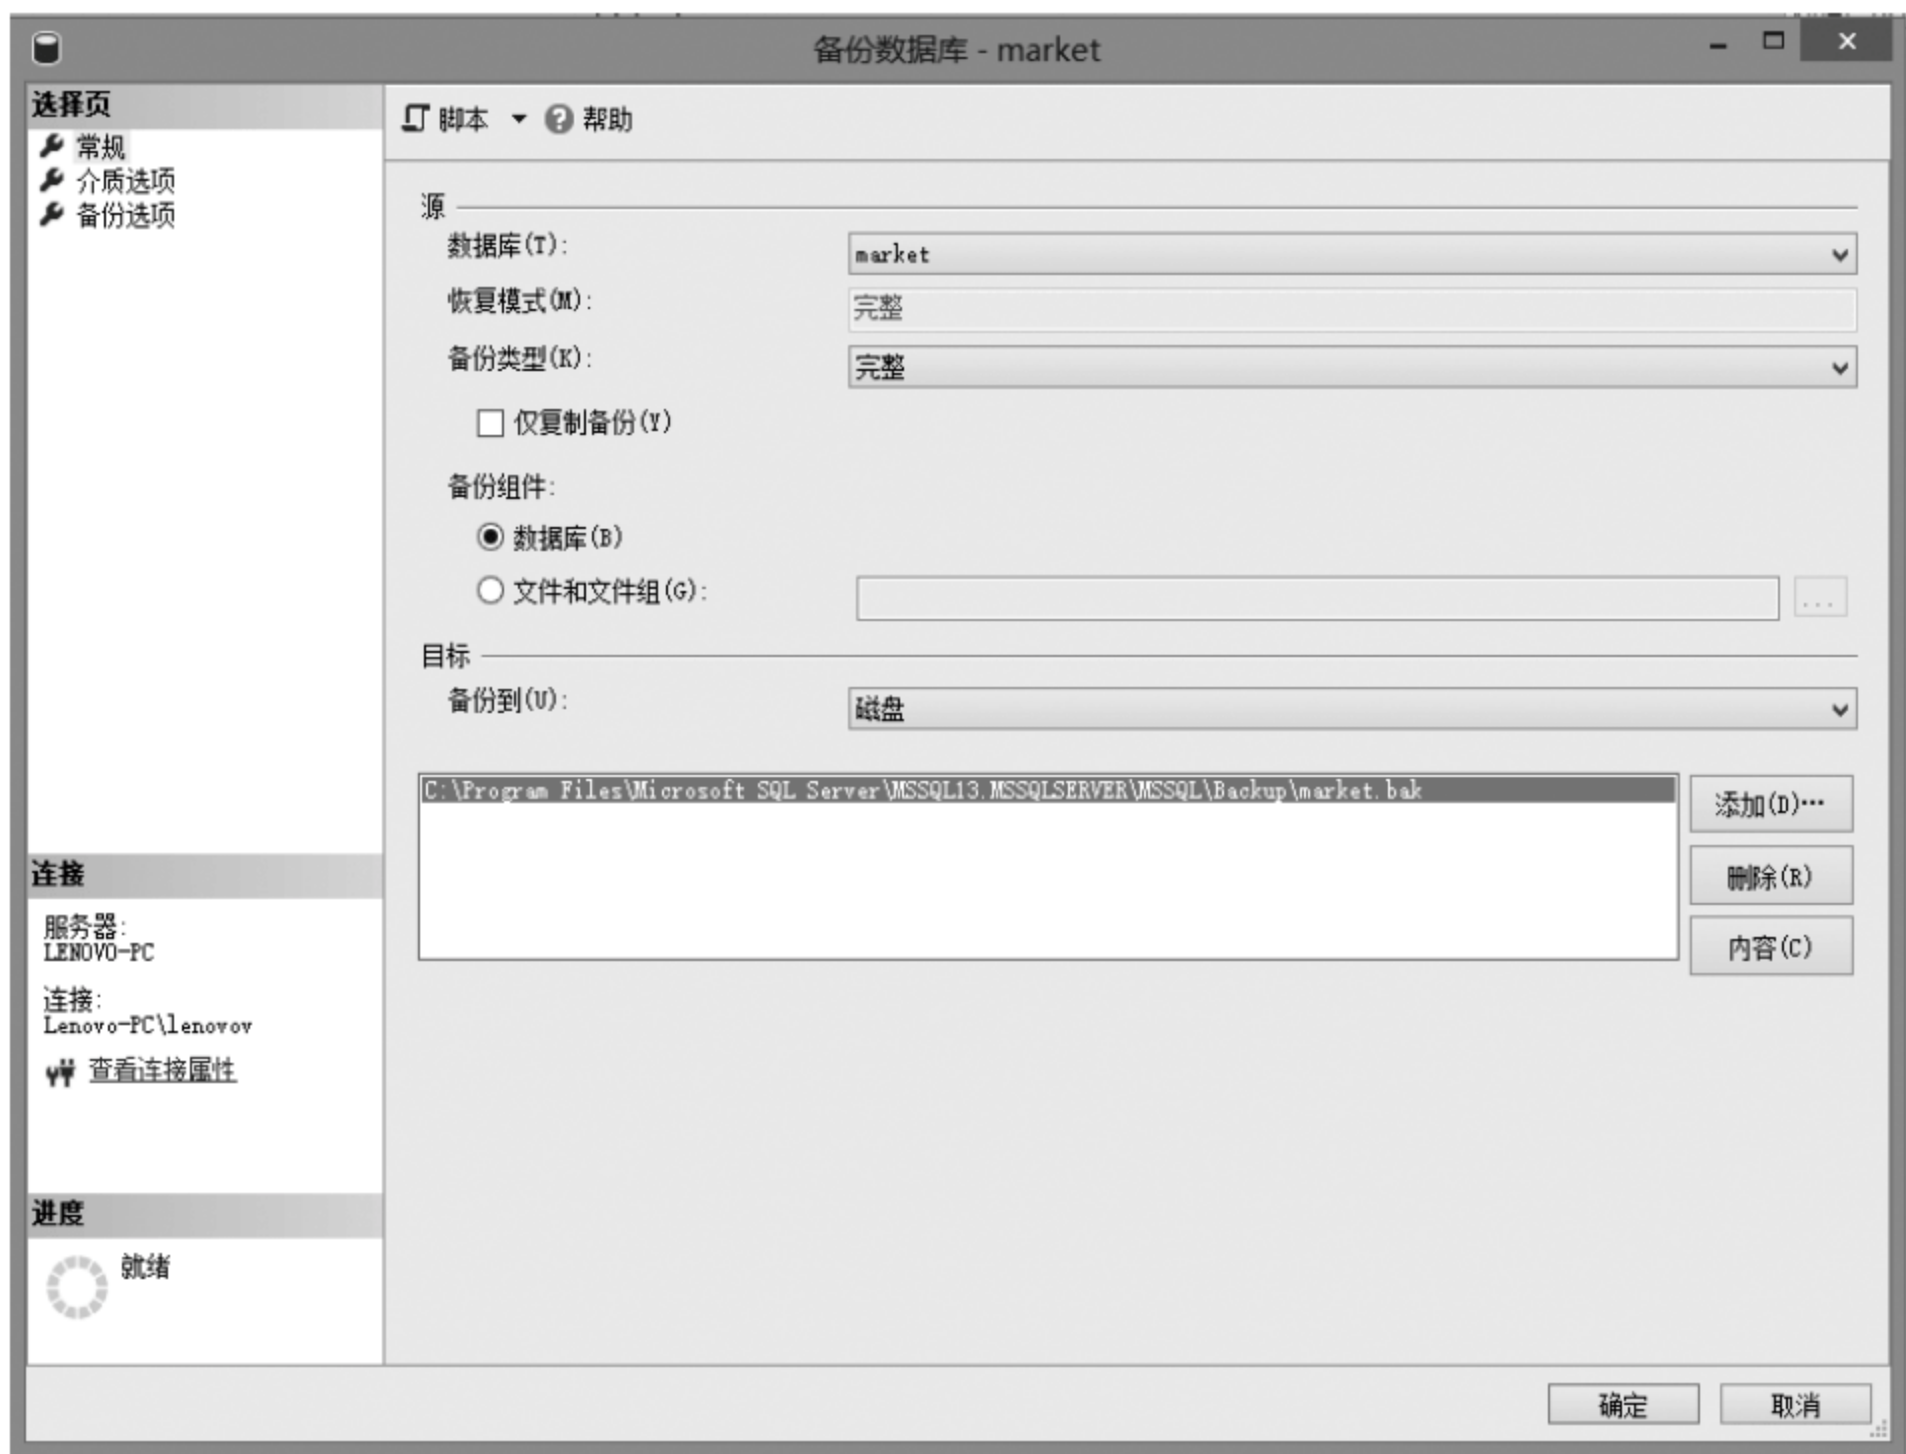 备份数据库 - market
选择页
常规
介质选项
备份选项
脚本 帮助
源
数据库(T): market
恢复模式(M): 完整
备份类型(K): 完整
仅复制备份(Y)
备份组件:
数据库(B)
文件和文件组(G): ...
目标
备份到(U): 磁盘
C:\Program Files\Microsoft SQL Server\MSSQL13.MSSQLSERVER\MSSQL\Backup\market.bak
添加(D)...
删除(R)
内容(C)
连接
服务器:
LENOVO-PC
连接:
Lenovo-PC\lenovov
查看连接属性
进度
就绪
确定 取消